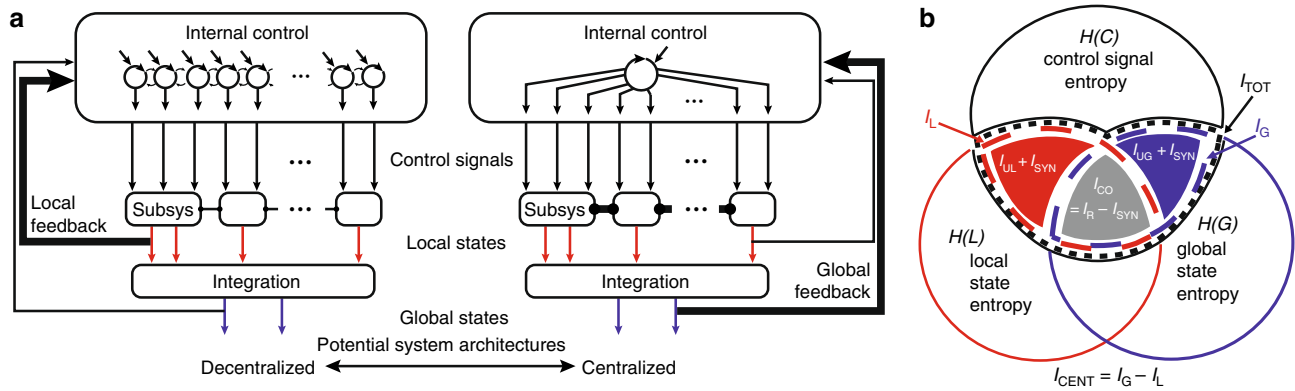 a
Internal control
...
Internal control
...
Control signals
...
...
Local
feedback
Subsys
...
Subsys
...
Local states
Integration
Integration
Global
feedback
Global states
Potential system architectures
Decentralized
Centralized
b
H(C)
control signal
entropy
I_TOT
I_L
I_G
I_UL + I_SYN
I_UG + I_SYN
I_CO
= I_R – I_SYN
H(L)
local
state
entropy
H(G)
global
state
entropy
I_CENT = I_G – I_L